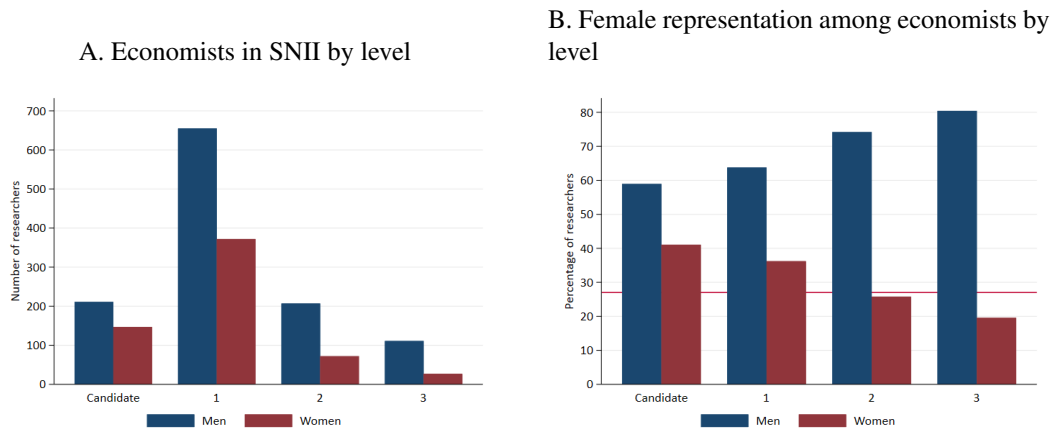 A. Economists in SNII by level
700
600
500
400
300
200
100
0
Number of researchers
Candidate 1 2 3
Men Women
B. Female representation among economists by
level
80
70
60
50
40
30
20
10
0
Percentage of researchers
Candidate 1 2 3
Men Women